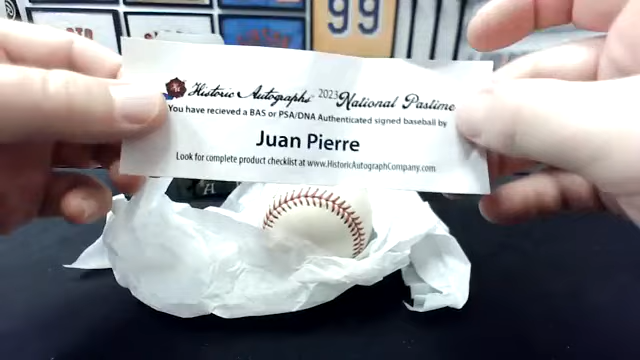 99
Historic Autographs 2023 National Pastime
You have recieved a BAS or PSA/DNA Authenticated signed baseball by
Juan Pierre
Look for complete product checklist at www.HistoricAutographCompany.com